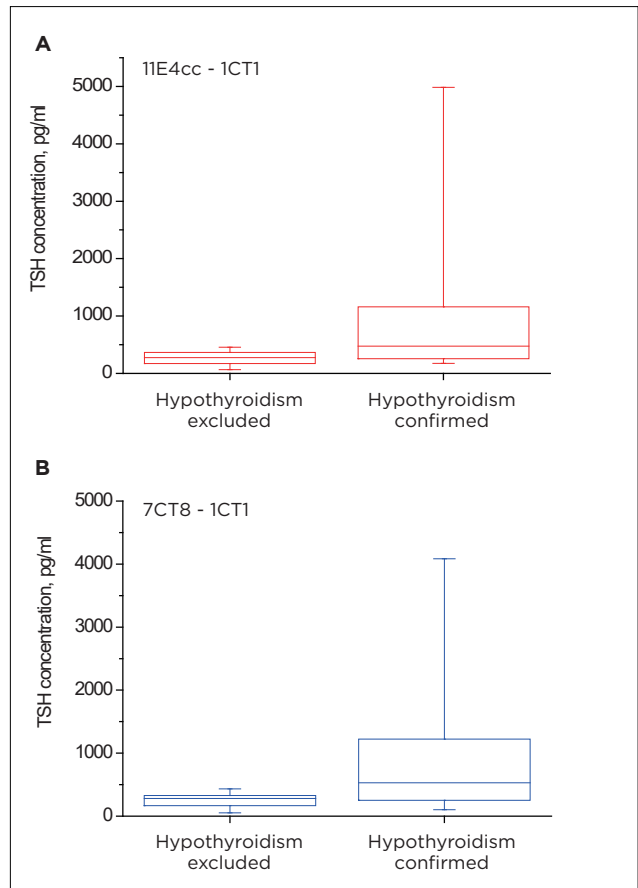 A
11E4cc - 1CT1
TSH concentration, pg/ml
5000
4000
3000
2000
1000
0
Hypothyroidism
excluded
Hypothyroidism
confirmed
B
7CT8 - 1CT1
TSH concentration, pg/ml
5000
4000
3000
2000
1000
0
Hypothyroidism
excluded
Hypothyroidism
confirmed